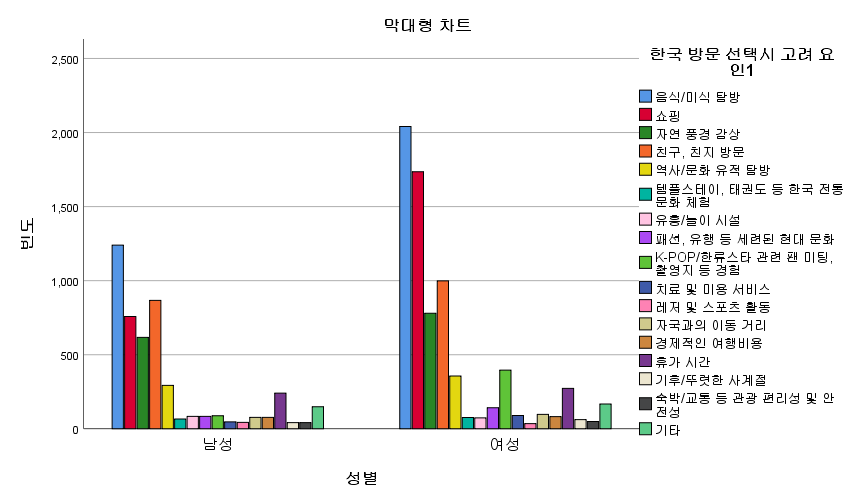 막대형 차트
한국 방문 선택시 고려 요
인1
2,500
2,000
1,500
1,000
500
0
빈도
남성
여성
성별
음식/미식 탐방
쇼핑
자연 풍경 감상
친구, 친지 방문
역사/문화 유적 탐방
템플스테이, 태권도 등 한국 전통
문화 체험
유흥/놀이 시설
패션, 유행 등 세련된 현대 문화
K-POP/한류스타 관련 팬 미팅,
촬영지 등 경험
치료 및 미용 서비스
레저 및 스포츠 활동
자국과의 이동 거리
경제적인 여행비용
휴가 시간
기후/뚜렷한 사계절
숙박/교통 등 관광 편리성 및 안
전성
기타